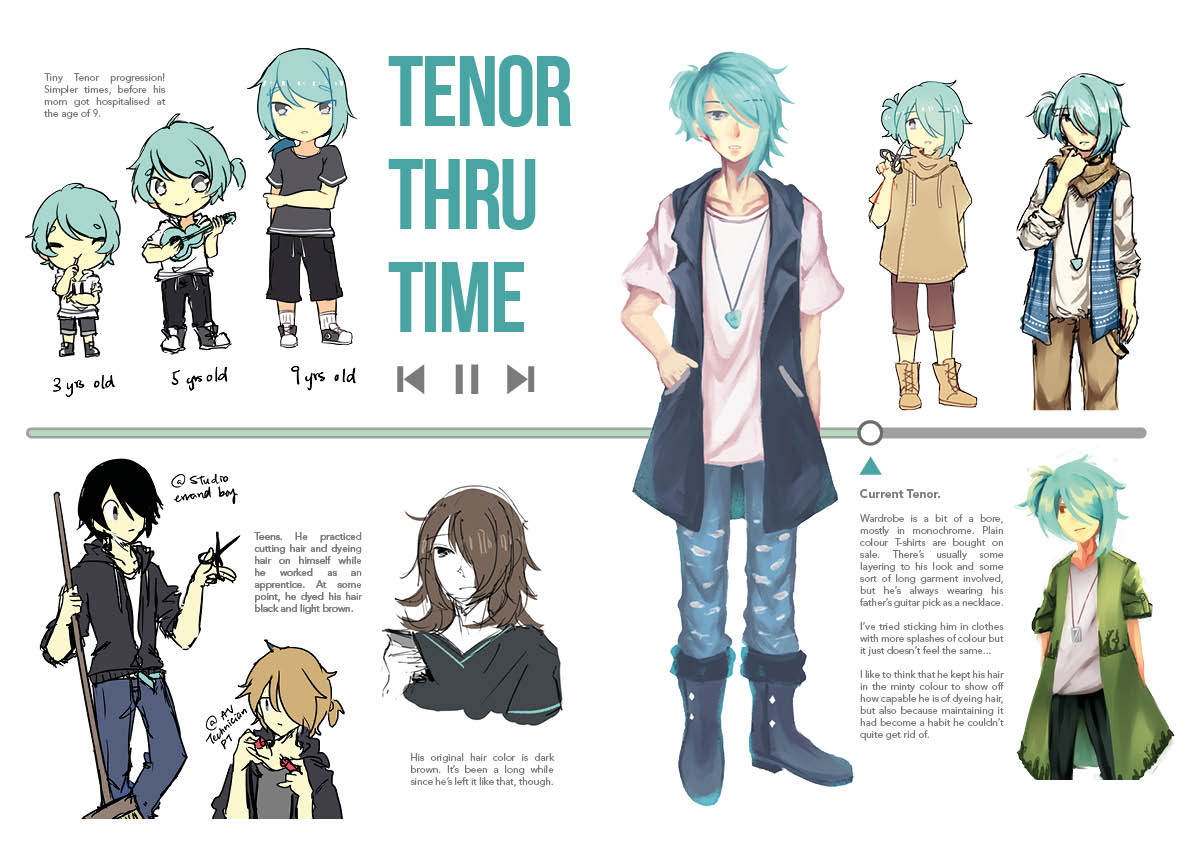 Tiny Tenor progression!
Simpler times, before his
mom got hospitalised at
the age of 9.
3 yrs old
5 yrs old
9 yrs old
TENOR
THRU
TIME
@ Studio
errand boy
Teens. He practiced
cutting hair and dyeing
hair on himself while
he worked as an
apprentice. At some
point, he dyed his hair
black and light brown.
@ AV
Technician
PT
His original hair color is dark
brown. It's been a long while
since he's left it like that, though.
Current Tenor.
Wardrobe is a bit of a bore,
mostly in monochrome. Plain
colour T-shirts are bought on
sale. There's usually some
layering to his look and some
sort of long garment involved,
but he's always wearing his
father's guitar pick as a necklace.
I've tried sticking him in clothes
with more splashes of colour but
it just doesn't feel the same...
I like to think that he kept his hair
in the minty colour to show off
how capable he is of dyeing hair,
but also because maintaining it
had become a habit he couldn't
quite get rid of.